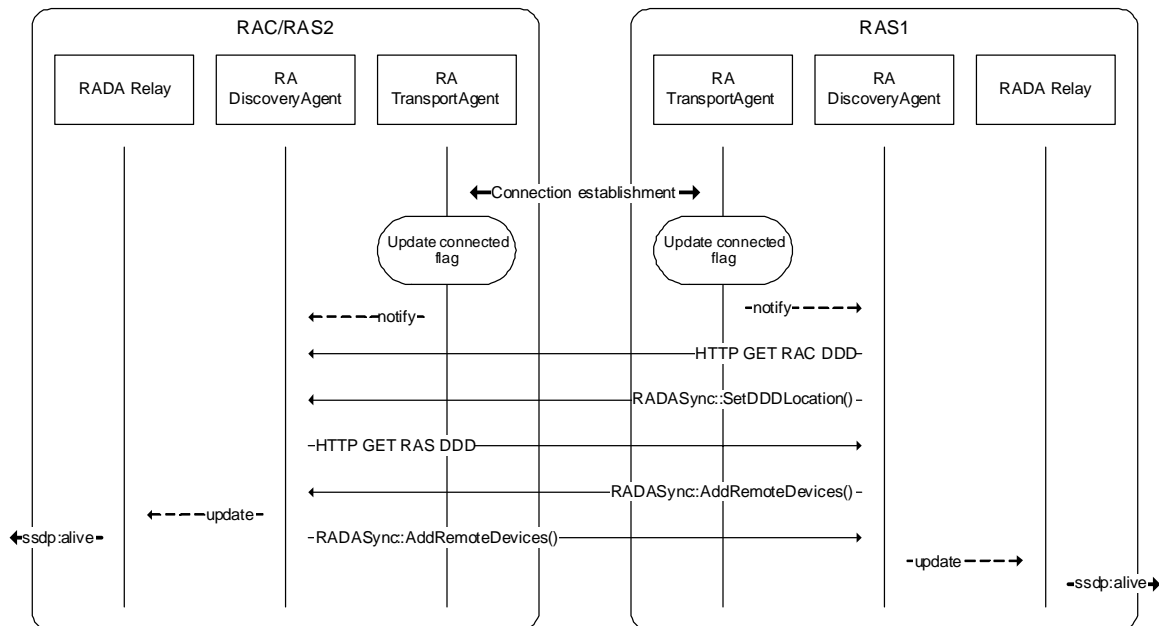 RAC/RAS2
RAS1
RADA Relay
RA
DiscoveryAgent
RA
TransportAgent
RA
TransportAgent
RA
DiscoveryAgent
RADA Relay
Connection establishment
Update connected
flag
Update connected
flag
notify
notify
HTTP GET RAC DDD
RADASync::SetDDDLocation()
HTTP GET RAS DDD
RADASync::AddRemoteDevices()
update
ssdp:alive
RADASync::AddRemoteDevices()
update
ssdp:alive